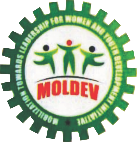 MOBILIZATION TOWARDS LEADERSHIP FOR WOMEN AND YOUTH DEVELOPMENT INITIATIVE
MOLDEV